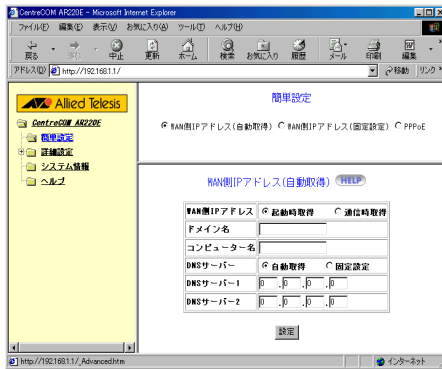 CentreCOM AR220E - Microsoft Internet Explorer
ファイル(F) 編集(E) 表示(V) お気に入り(A) ツール(T) ヘルプ(H)
戻る 進む 中止 更新 ホーム 検索 お気に入り 履歴 メール 印刷 編集
アドレス(D) http://192.168.1.1/ 移動 リンク
Allied Telesis
CentreCOM AR220E
簡単設定
詳細設定
システム情報
ヘルプ
簡単設定
WAN側IPアドレス(自動取得) WAN側IPアドレス(固定設定) PPPoE
WAN側IPアドレス(自動取得) HELP
WAN側IPアドレス 起動時取得 通信時取得
ドメイン名
コンピューター名
DNSサーバー 自動取得 固定設定
DNSサーバー1 0 .0 .0 .0
DNSサーバー2 0 .0 .0 .0
設定
http://192.168.1.1/_Advanced.htm インターネット